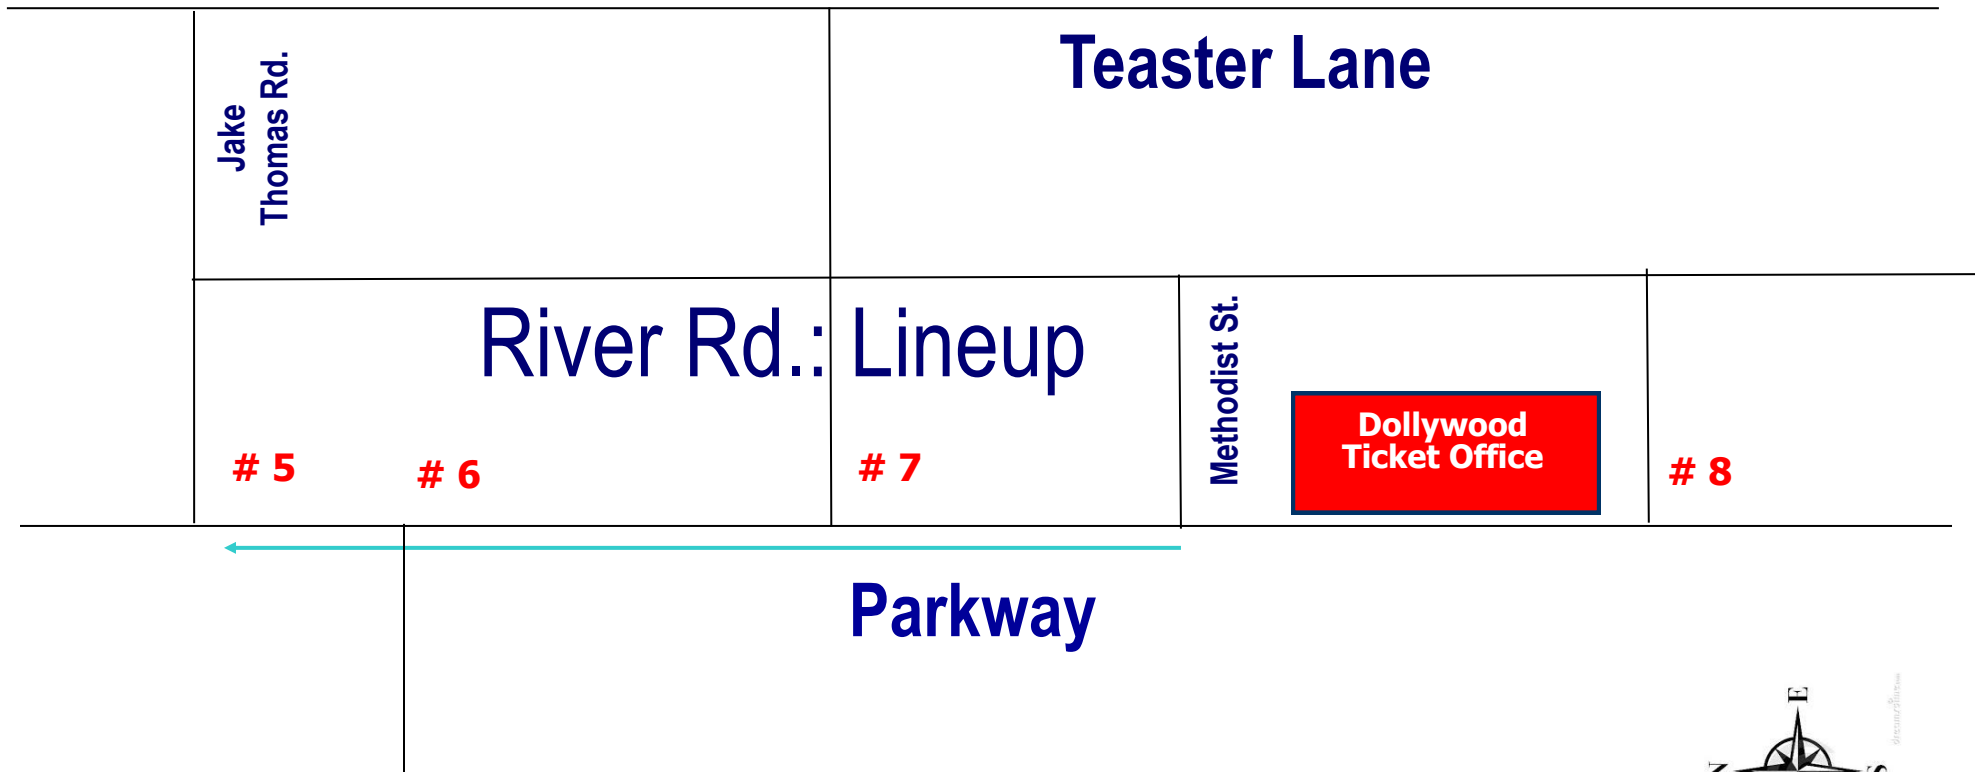 Teaster Lane
Jake
Thomas Rd.
River Rd.: Lineup
Methodist St.
Dollywood
Ticket Office
# 5
# 6
# 7
# 8
Parkway
E
N
S